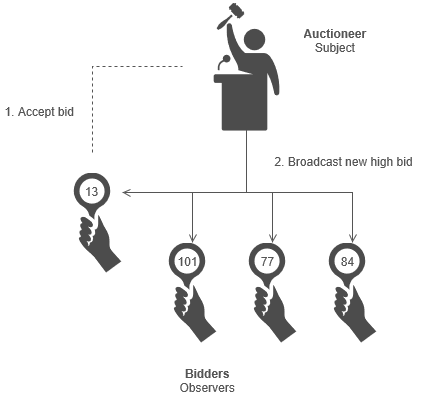 Auctioneer
Subject
1. Accept bid
2. Broadcast new high bid
13
101
77
84
Bidders
Observers